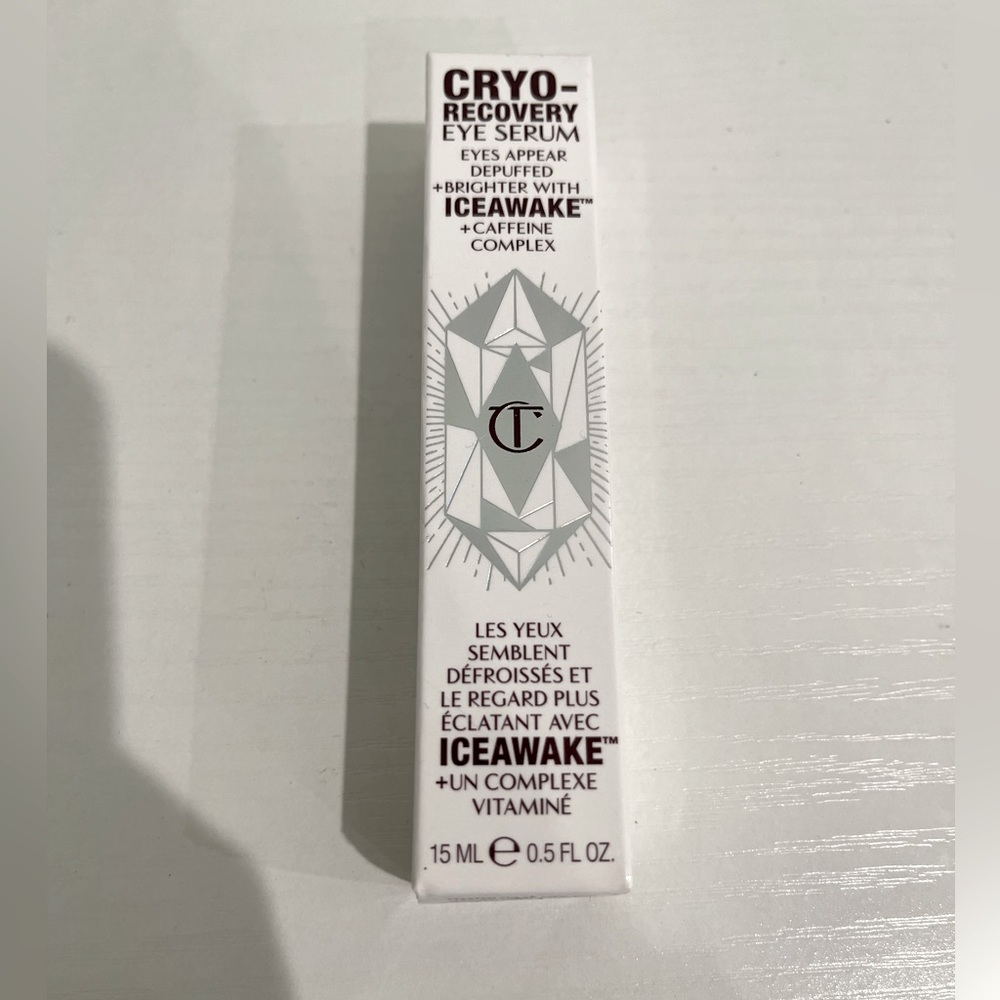 CRYO-
RECOVERY
EYE SERUM
EYES APPEAR
DEPUFFED
+BRIGHTER WITH
ICEAWAKE™
+CAFFEINE
COMPLEX
CT
LES YEUX
SEMBLENT
DÉFROISSÉS ET
LE REGARD PLUS
ÉCLATANT AVEC
ICEAWAKE™
+UN COMPLEXE
VITAMINÉ
15 ML ℮ 0.5 FL OZ.